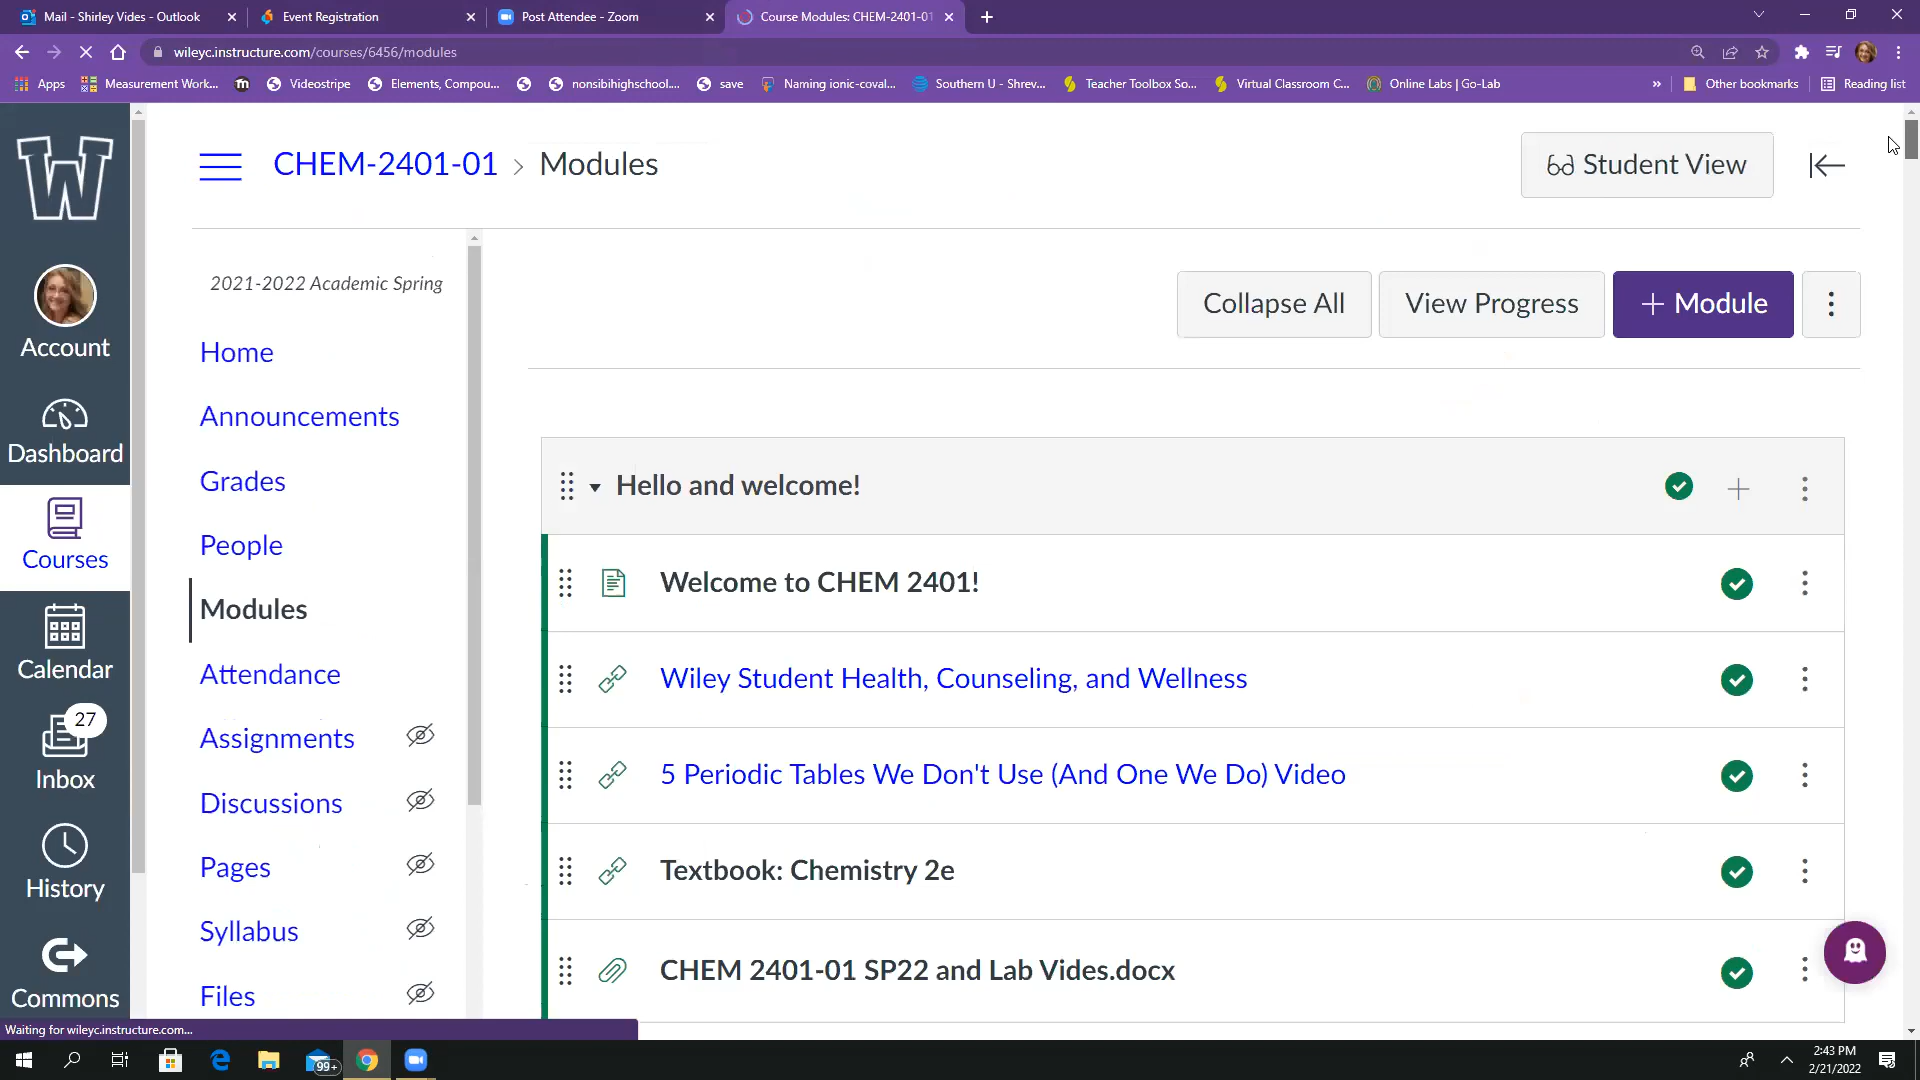 Mail - Shirley Vides - Outlook
Event Registration
Post Attendee - Zoom
Course Modules: CHEM-2401-01
wileyc.instructure.com/courses/6456/modules
Apps
Measurement Work...
Videostripe
Elements, Compou...
nonsibihighschool....
save
Naming ionic-coval...
Southern U - Shrev...
Teacher Toolbox So...
Virtual Classroom C...
Online Labs | Go-Lab
»
Other bookmarks
Reading list
W
CHEM-2401-01 › Modules
Student View
2021-2022 Academic Spring
Collapse All
View Progress
+ Module
Account
Dashboard
Courses
Calendar
27
Inbox
History
Commons
Home
Announcements
Grades
People
Modules
Attendance
Assignments
Discussions
Pages
Syllabus
Files
Hello and welcome!
Welcome to CHEM 2401!
Wiley Student Health, Counseling, and Wellness
5 Periodic Tables We Don't Use (And One We Do) Video
Textbook: Chemistry 2e
CHEM 2401-01 SP22 and Lab Vides.docx
Waiting for wileyc.instructure.com...
99+
2:43 PM
2/21/2022